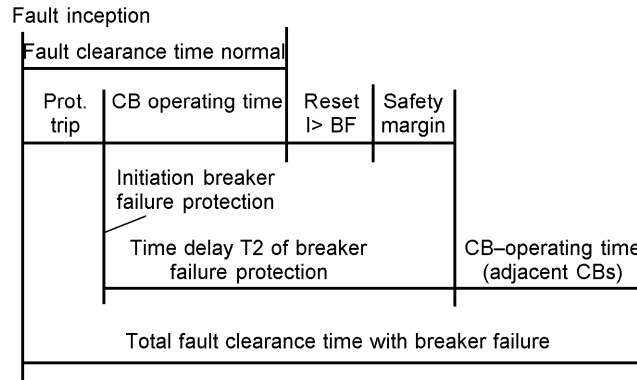 Fault inception
Fault clearance time normal
Prot.
trip
CB operating time
Reset
I> BF
Safety
margin
Initiation breaker
failure protection
Time delay T2 of breaker
failure protection
CB–operating time
(adjacent CBs)
Total fault clearance time with breaker failure